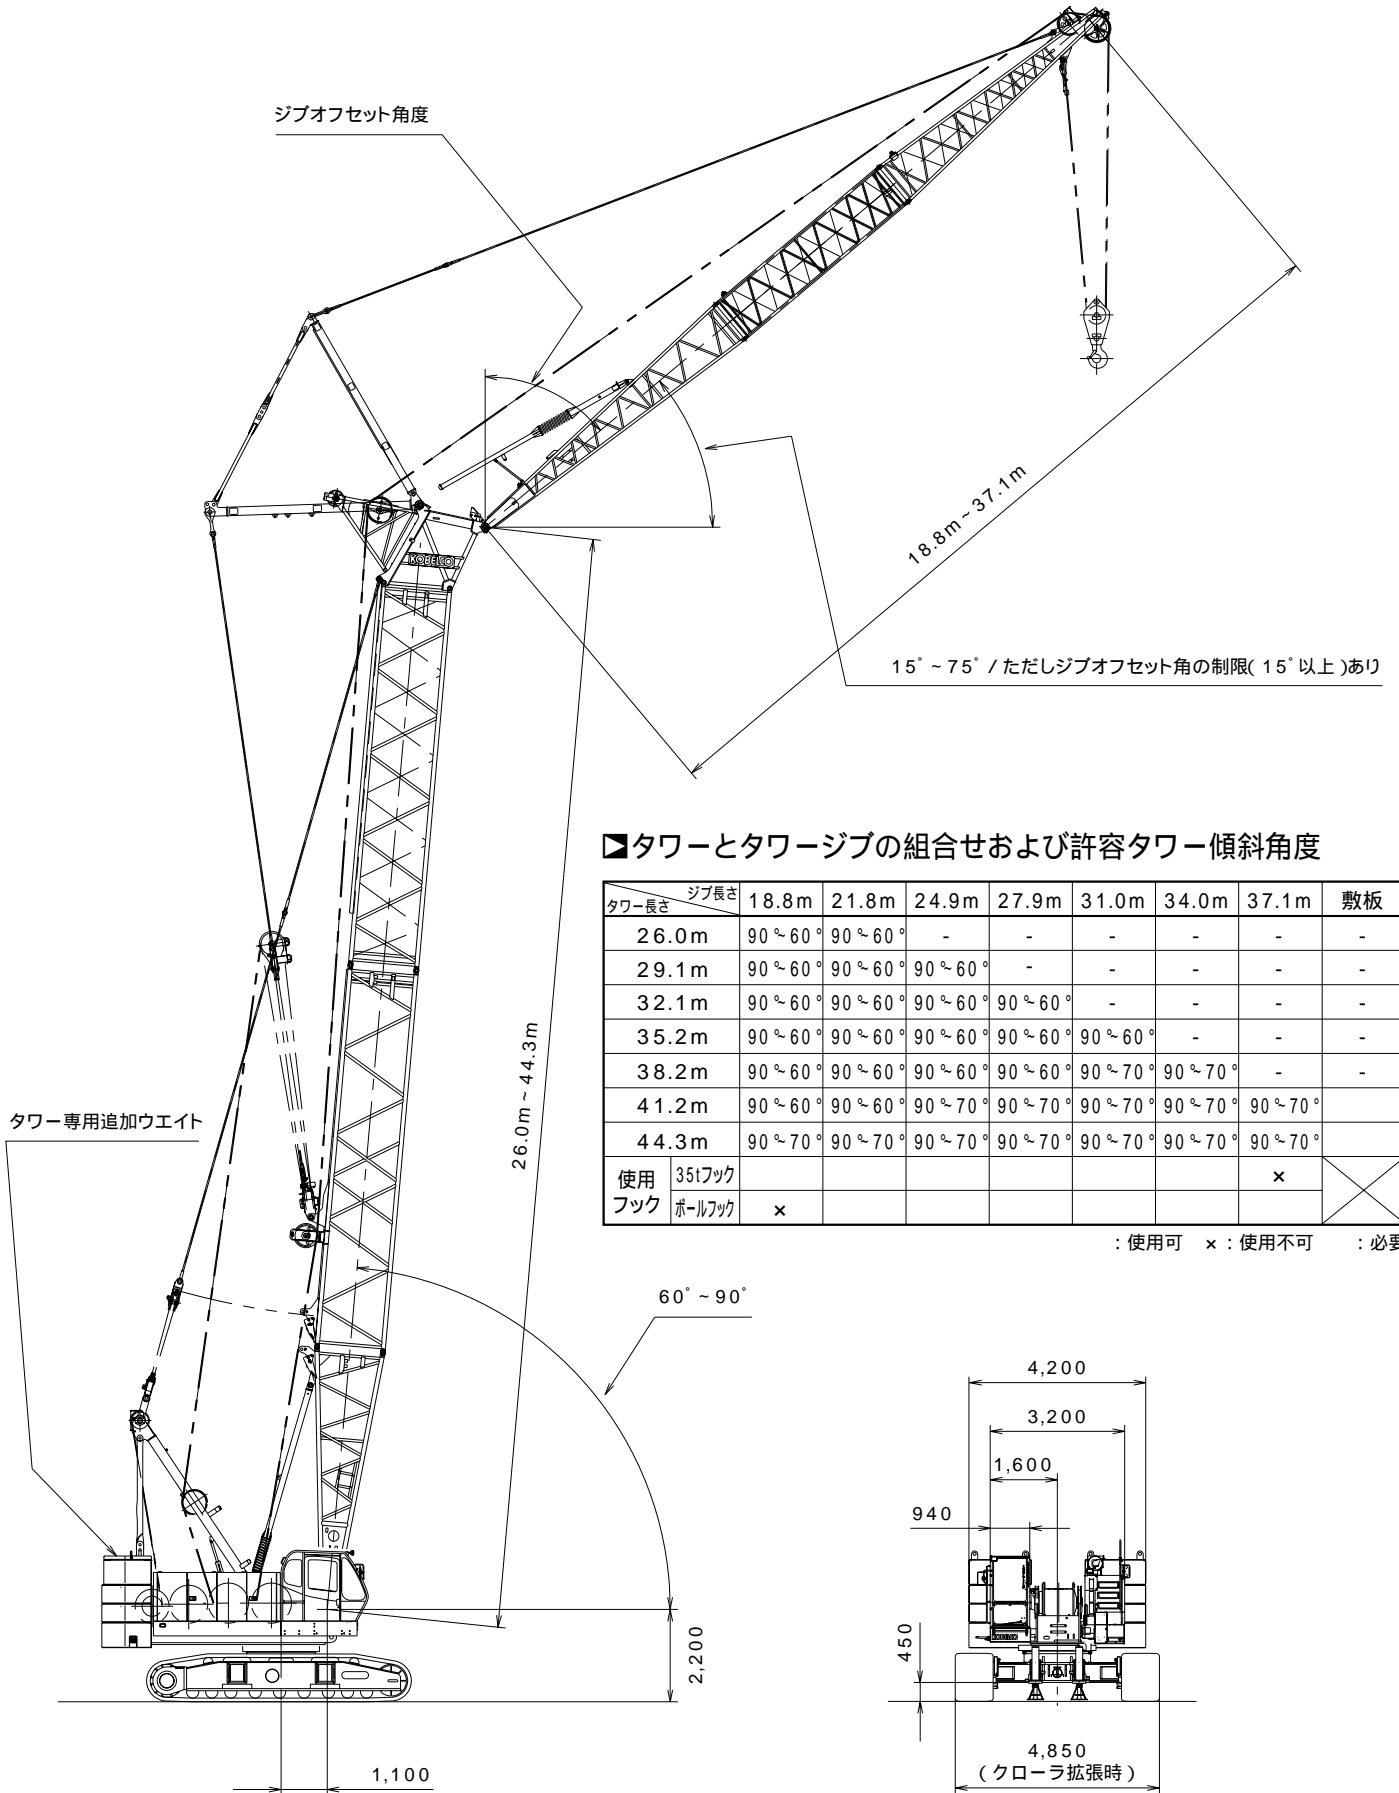 ジブオフセット角度
18.8m~37.1m
KOBELCO
15°~75°/ただしジブオフセット角の制限(15°以上)あり
タワーとタワージブの組合せおよび許容タワー傾斜角度
ジブ長さ タワー長さ 18.8m 21.8m 24.9m 27.9m 31.0m 34.0m 37.1m 敷板
26.0m 90°~60° 90°~60° - - - - - -
29.1m 90°~60° 90°~60° 90°~60° - - - - -
32.1m 90°~60° 90°~60° 90°~60° 90°~60° - - - -
35.2m 90°~60° 90°~60° 90°~60° 90°~60° 90°~60° - - -
38.2m 90°~60° 90°~60° 90°~60° 90°~60° 90°~70° 90°~70° - -
41.2m 90°~60° 90°~60° 90°~70° 90°~70° 90°~70° 90°~70° 90°~70°
44.3m 90°~70° 90°~70° 90°~70° 90°~70° 90°~70° 90°~70° 90°~70°
使用フック 35tフック ×
ボールフック ×
:使用可 ×:使用不可 :必要
26.0m~44.3m
タワー専用追加ウエイト
60°~90°
4,200
3,200
1,600
940
450
2,200
1,100
4,850
(クローラ拡張時)